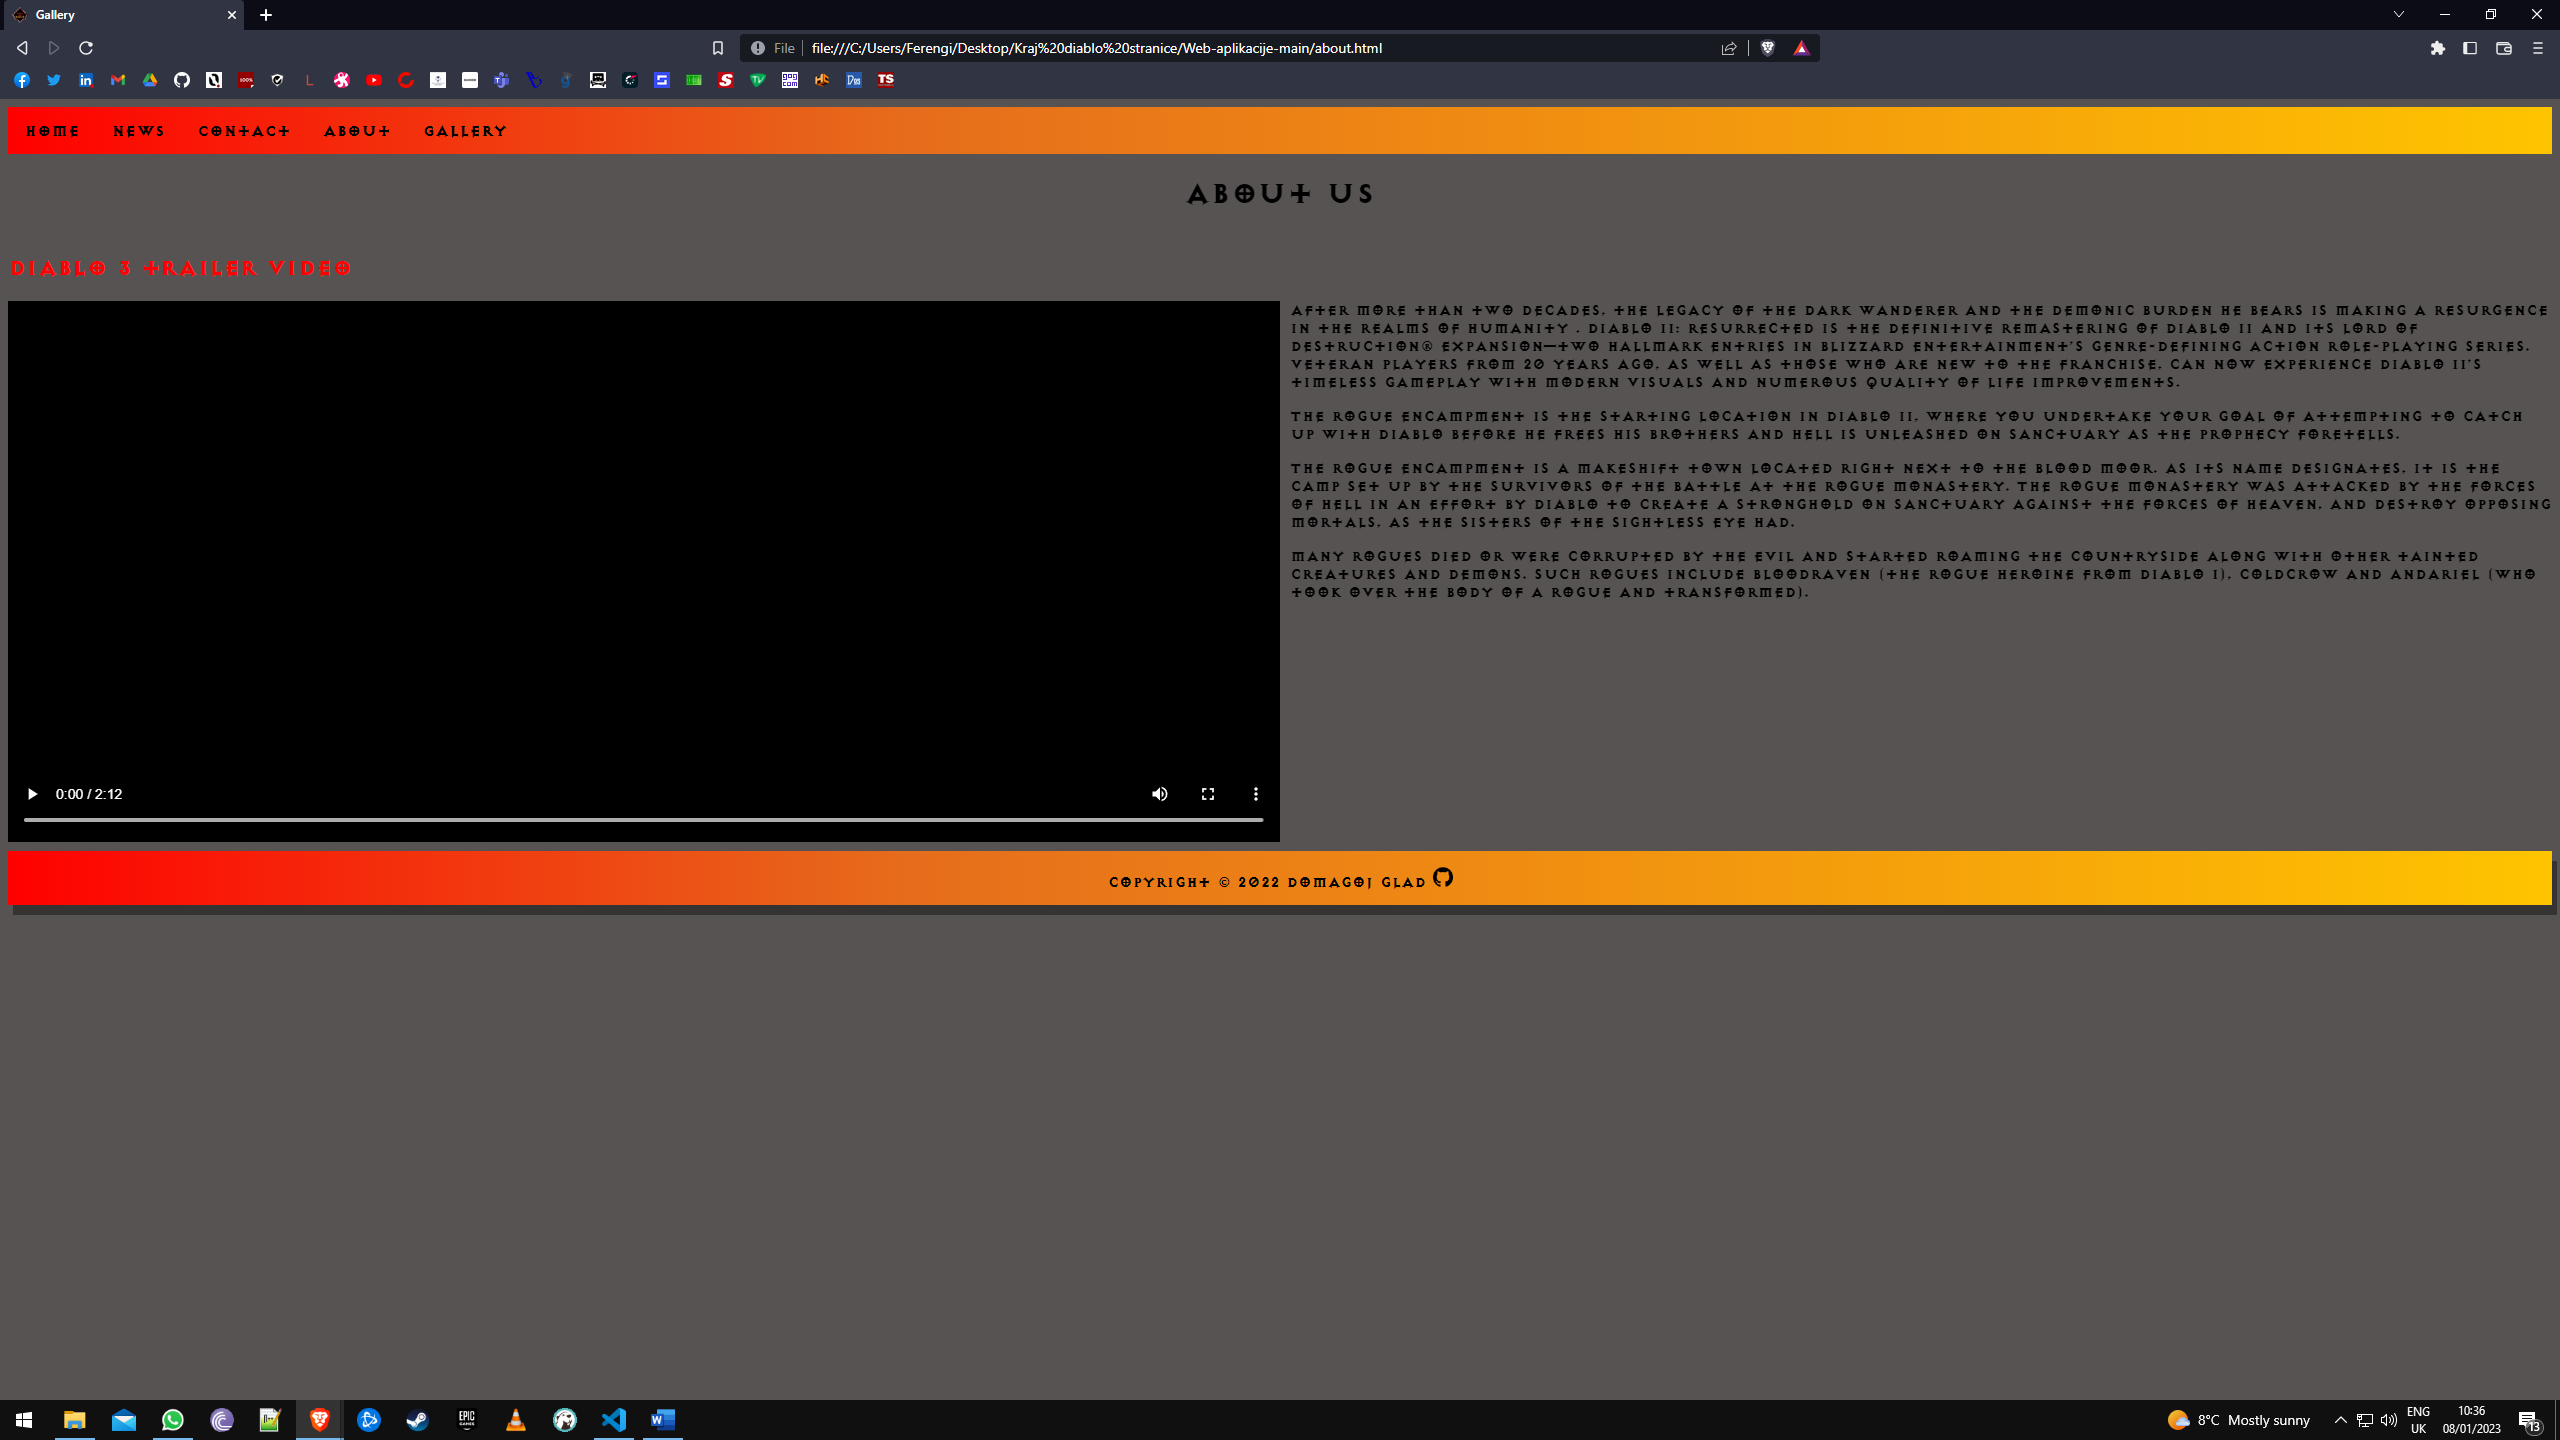 Gallery
File file:///C:/Users/Ferengi/Desktop/Kraj%20diablo%20stranice/Web-aplikacije-main/about.html
HOME NEWS CONTACT ABOUT GALLERY
ABOUT US
DIABLO 3 TRAILER VIDEO
AFTER MORE THAN TWO DECADES, THE LEGACY OF THE DARK WANDERER AND THE DEMONIC BURDEN HE BEARS IS MAKING A RESURGENCE
IN THE REALMS OF HUMANITY . DIABLO II: RESURRECTED IS THE DEFINITIVE REMASTERING OF DIABLO II AND ITS LORD OF
DESTRUCTION® EXPANSION—TWO HALLMARK ENTRIES IN BLIZZARD ENTERTAINMENT'S GENRE-DEFINING ACTION ROLE-PLAYING SERIES.
VETERAN PLAYERS FROM 20 YEARS AGO, AS WELL AS THOSE WHO ARE NEW TO THE FRANCHISE, CAN NOW EXPERIENCE DIABLO II'S
TIMELESS GAMEPLAY WITH MODERN VISUALS AND NUMEROUS QUALITY OF LIFE IMPROVEMENTS.
THE ROGUE ENCAMPMENT IS THE STARTING LOCATION IN DIABLO II, WHERE YOU UNDERTAKE YOUR GOAL OF ATTEMPTING TO CATCH
UP WITH DIABLO BEFORE HE FREES HIS BROTHERS AND HELL IS UNLEASHED ON SANCTUARY AS THE PROPHECY FORETELLS.
THE ROGUE ENCAMPMENT IS A MAKESHIFT TOWN LOCATED RIGHT NEXT TO THE BLOOD MOOR. AS ITS NAME DESIGNATES, IT IS THE
CAMP SET UP BY THE SURVIVORS OF THE BATTLE AT THE ROGUE MONASTERY. THE ROGUE MONASTERY WAS ATTACKED BY THE FORCES
OF HELL IN AN EFFORT BY DIABLO TO CREATE A STRONGHOLD ON SANCTUARY AGAINST THE FORCES OF HEAVEN, AND DESTROY OPPOSING
MORTALS, AS THE SISTERS OF THE SIGHTLESS EYE HAD.
MANY ROGUES DIED OR WERE CORRUPTED BY THE EVIL AND STARTED ROAMING THE COUNTRYSIDE ALONG WITH OTHER TAINTED
CREATURES AND DEMONS. SUCH ROGUES INCLUDE BLOODRAVEN (THE ROGUE HEROINE FROM DIABLO I), COLDCROW AND ANDARIEL (WHO
TOOK OVER THE BODY OF A ROGUE AND TRANSFORMED).
0:00 / 2:12
COPYRIGHT © 2022 DOMAGOJ GLAD
8°C Mostly sunny
ENG
UK
10:36
08/01/2023
13